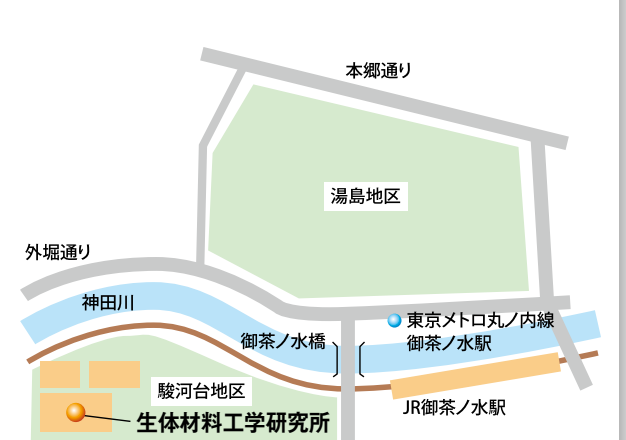 本郷通り
湯島地区
外堀通り
神田川
東京メトロ丸ノ内線
御茶ノ水駅
御茶ノ水橋
駿河台地区
JR御茶ノ水駅
生体材料工学研究所